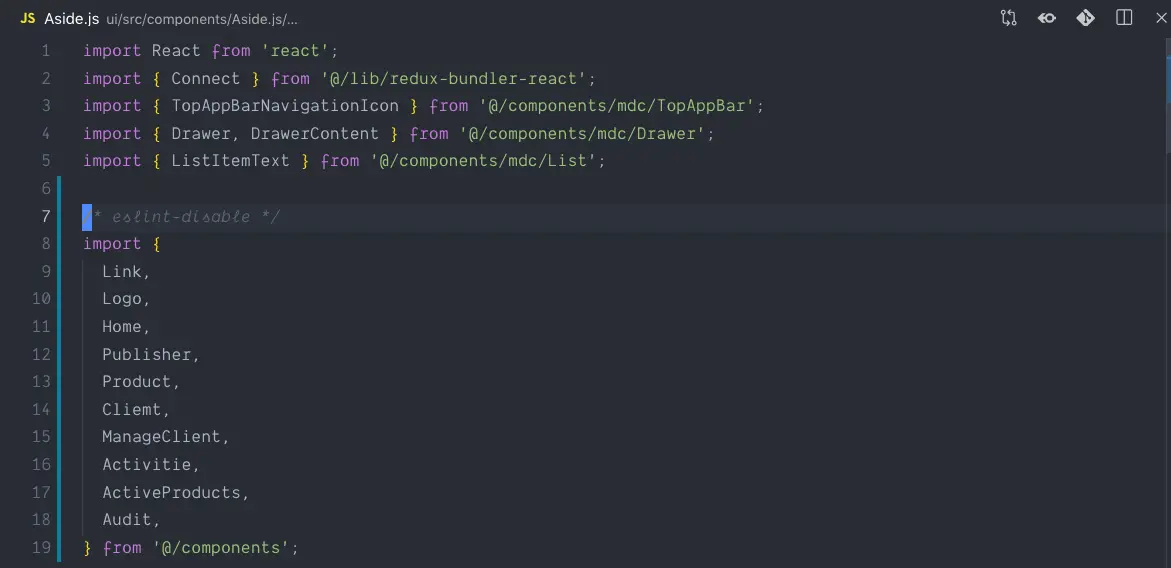 JS Aside.js ui/src/components/Aside.js/...
1 import React from 'react';
2 import { Connect } from '@/lib/redux-bundler-react';
3 import { TopAppBarNavigationIcon } from '@/components/mdc/TopAppBar';
4 import { Drawer, DrawerContent } from '@/components/mdc/Drawer';
5 import { ListItemText } from '@/components/mdc/List';
6
7 /* eslint-disable */
8 import {
9 Link,
10 Logo,
11 Home,
12 Publisher,
13 Product,
14 Cliemt,
15 ManageClient,
16 Activitie,
17 ActiveProducts,
18 Audit,
19 } from '@/components';